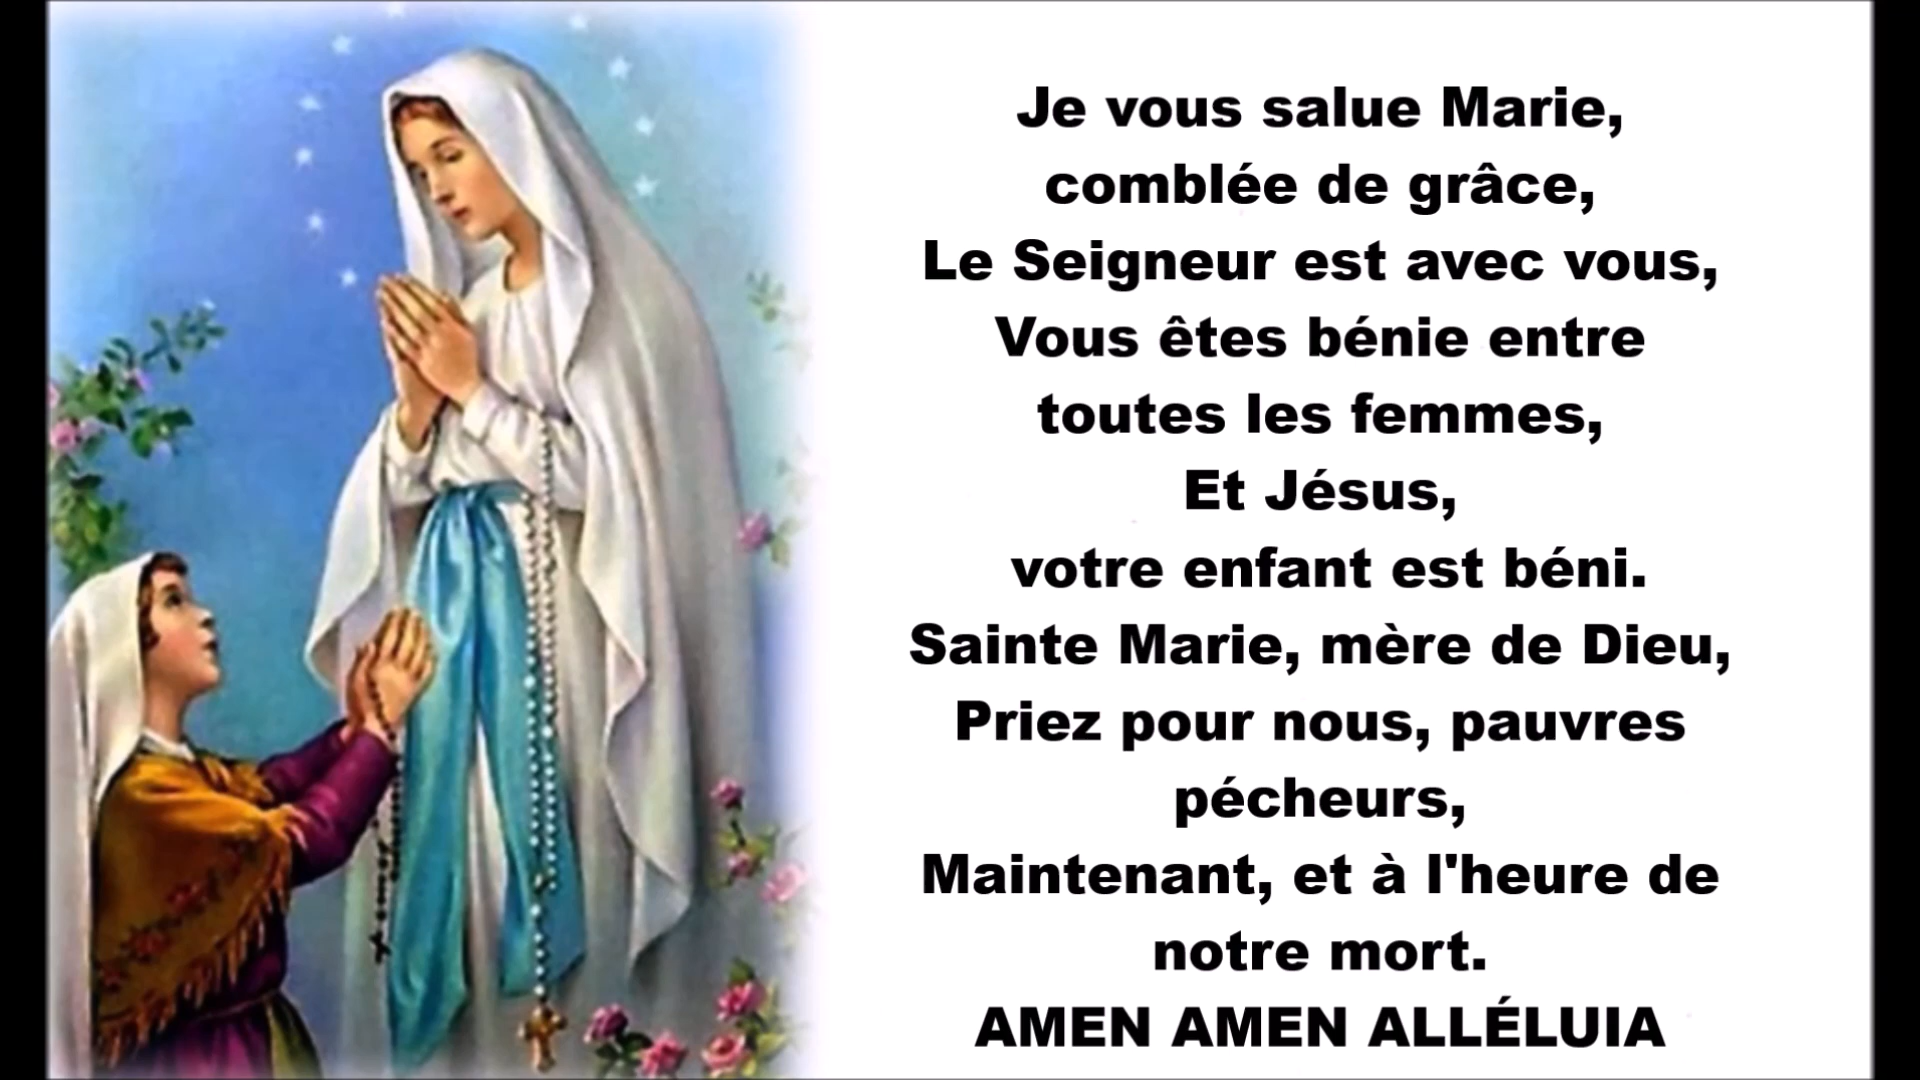 Je vous salue Marie,
comblée de grâce,
Le Seigneur est avec vous,
Vous êtes bénie entre
toutes les femmes,
Et Jésus,
votre enfant est béni.
Sainte Marie, mère de Dieu,
Priez pour nous, pauvres
pécheurs,
Maintenant, et à l'heure de
notre mort.
AMEN AMEN ALLÉLUIA